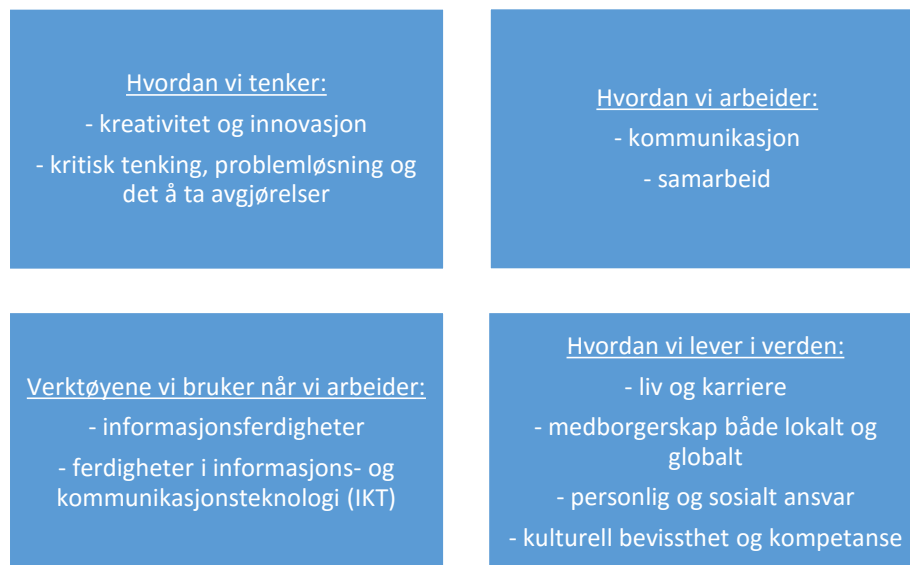 Hvordan vi tenker:
- kreativitet og innovasjon
- kritisk tenking, problemløsning og
det å ta avgjørelser
Hvordan vi arbeider:
- kommunikasjon
- samarbeid
Verktøyene vi bruker når vi arbeider:
- informasjonsferdigheter
- ferdigheter i informasjons- og
kommunikasjonsteknologi (IKT)
Hvordan vi lever i verden:
- liv og karriere
- medborgerskap både lokalt og
globalt
- personlig og sosialt ansvar
- kulturell bevissthet og kompetanse